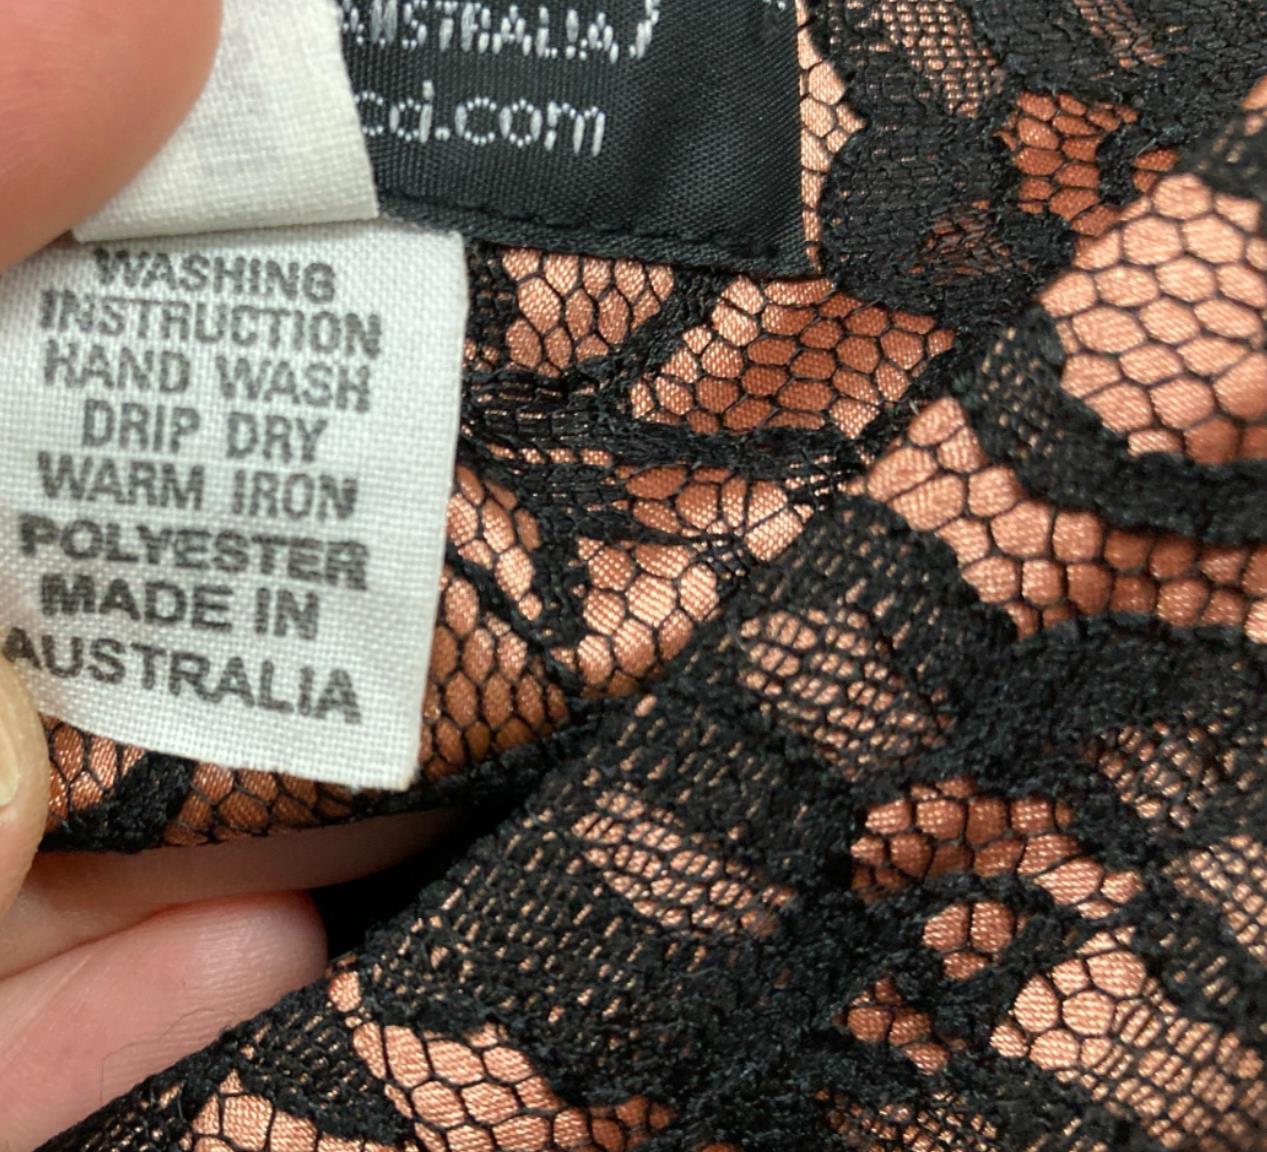 AUSTRALIA
cd.com
WASHING
INSTRUCTION
HAND WASH
DRIP DRY
WARM IRON
POLYESTER
MADE IN
AUSTRALIA